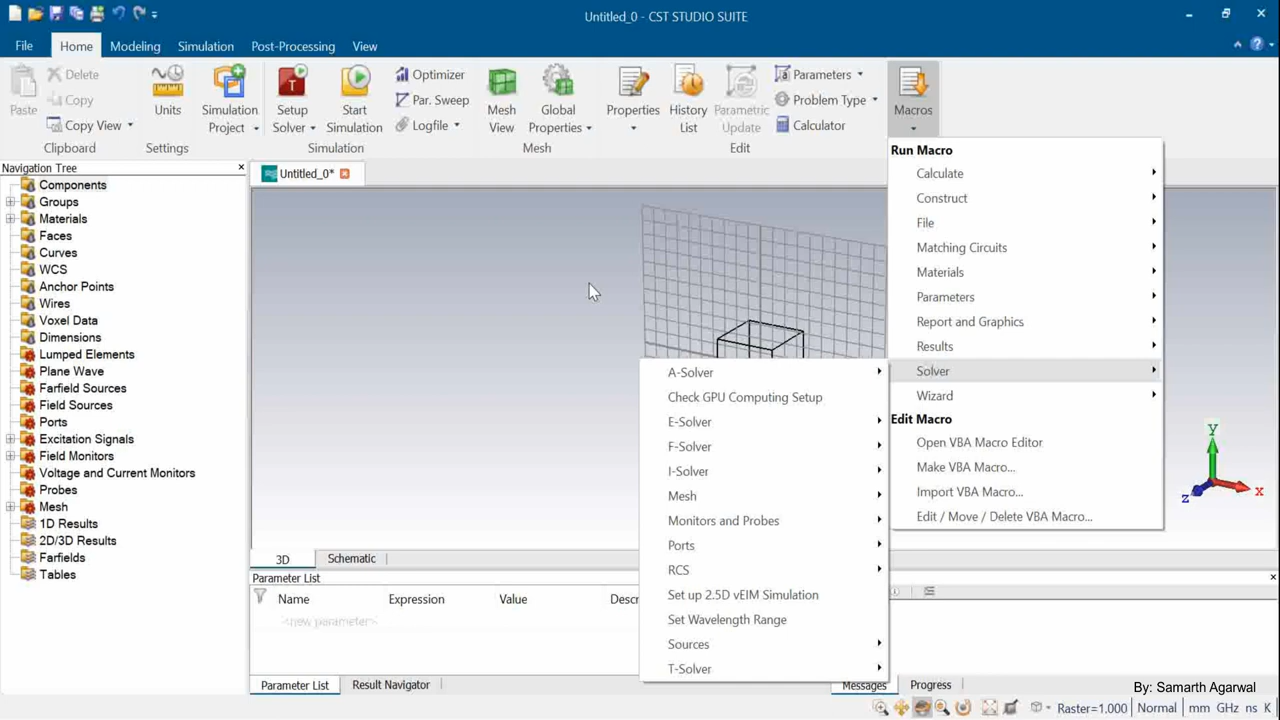 Untitled_0 - CST STUDIO SUITE
File Home Modeling Simulation Post-Processing View
Paste
Delete
Copy
Copy View
Clipboard
Units
Settings
Simulation
Project
Setup
Solver
Start
Simulation
Optimizer
Par. Sweep
Logfile
Simulation
Mesh
View
Global
Properties
Mesh
Properties
History
List
Parametric
Update
Parameters
Problem Type
Calculator
Edit
Macros
Navigation Tree
Components
Groups
Materials
Faces
Curves
WCS
Anchor Points
Wires
Voxel Data
Dimensions
Lumped Elements
Plane Wave
Farfield Sources
Field Sources
Ports
Excitation Signals
Field Monitors
Voltage and Current Monitors
Probes
Mesh
1D Results
2D/3D Results
Farfields
Tables
Untitled_0*
Run Macro
Calculate
Construct
File
Matching Circuits
Materials
Parameters
Report and Graphics
Results
Solver
Wizard
Edit Macro
Open VBA Macro Editor
Make VBA Macro...
Import VBA Macro...
Edit / Move / Delete VBA Macro...
A-Solver
Check GPU Computing Setup
E-Solver
F-Solver
I-Solver
Mesh
Monitors and Probes
Ports
RCS
Set up 2.5D vEIM Simulation
Set Wavelength Range
Sources
T-Solver
y
x
z
3D Schematic
Parameter List
Name Expression Value Descr
<new parameter>
Parameter List Result Navigator
Messages Progress
By: Samarth Agarwal
Raster=1.000 Normal mm GHz ns K